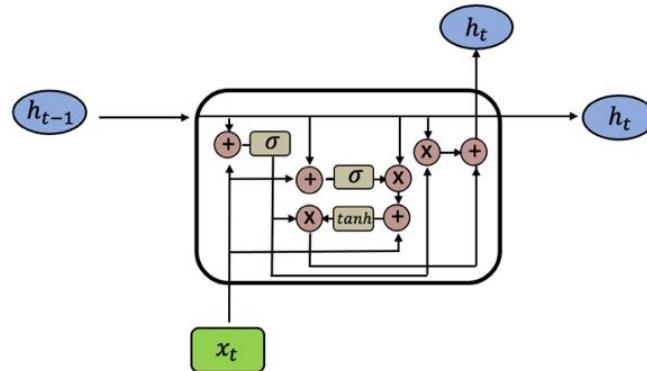 h_t
h_{t-1}
h_t
+ σ x +
+ σ x
x tanh +
x_t